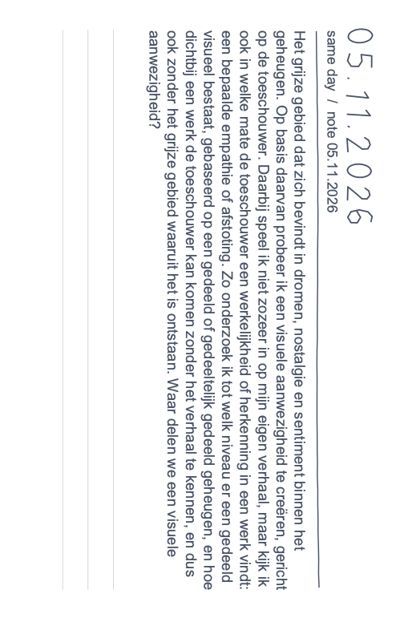 05.11.2026
same day / note 05.11.2026
Het grijze gebied dat zich bevindt in dromen, nostalgie en sentiment binnen het
geheugen. Op basis daarvan probeer ik een visuele aanwezigheid te creëren, gericht
op de toeschouwer. Daarbij speel ik niet zozeer in op mijn eigen verhaal, maar kijk ik
ook in welke mate de toeschouwer een werkelijkheid of herkenning in een werk vindt:
een bepaalde empathie of afstoting. Zo onderzoek ik tot welk niveau er een gedeeld
visueel bestaat, gebaseerd op een gedeeld of gedeeltelijk gedeeld geheugen, en hoe
dichtbij een werk de toeschouwer kan komen zonder het verhaal te kennen, en dus
ook zonder het grijze gebied waaruit het is ontstaan. Waar delen we een visuele
aanwezigheid?